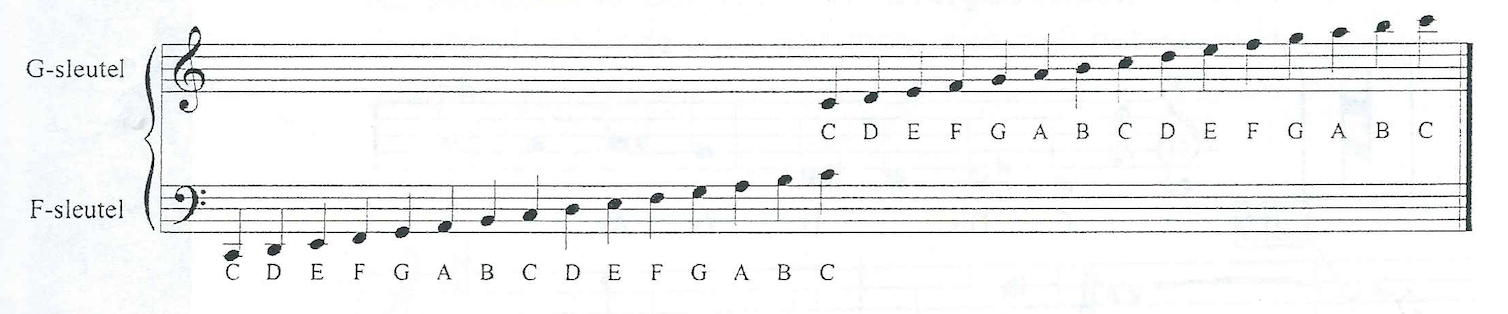 G-sleutel
C D E F G A B C D E F G A B C
F-sleutel
C D E F G A B C D E F G A B C